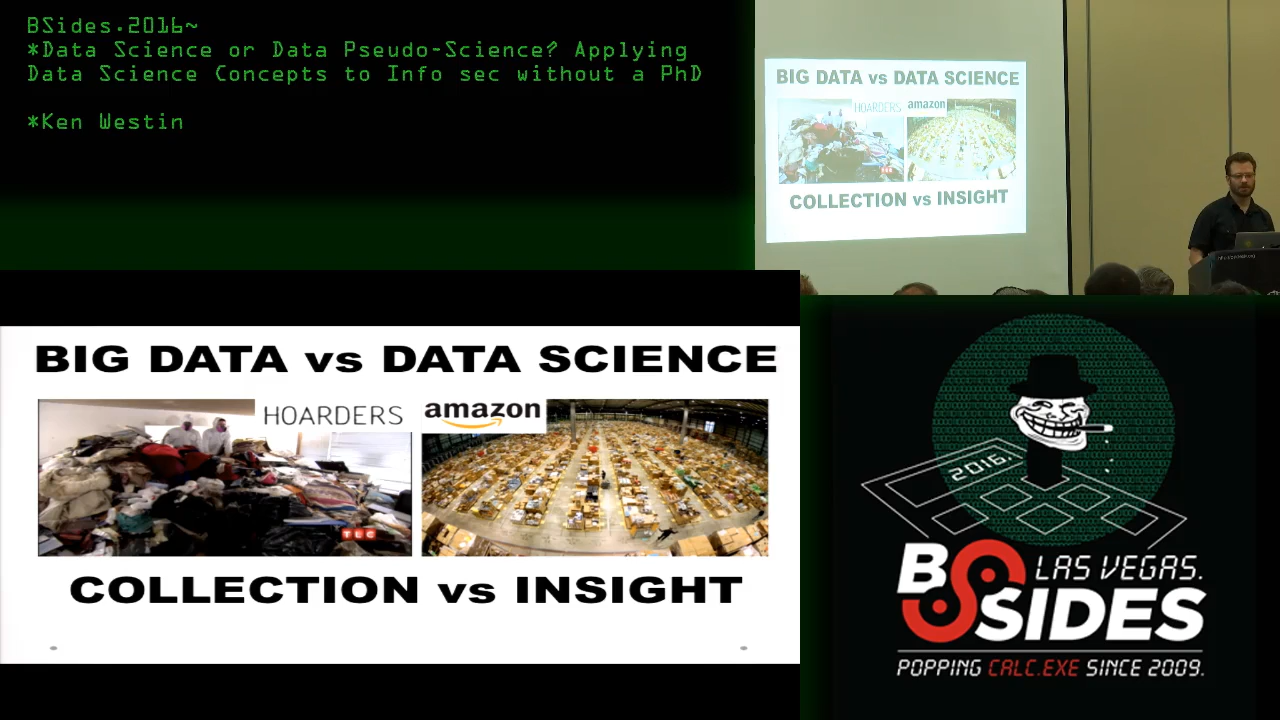 BSides.2016~
*Data Science or Data Pseudo-Science? Applying
Data Science Concepts to Info sec without a PhD
*Ken Westin
BIG DATA vs DATA SCIENCE
HOARDERS amazon
COLLECTION vs INSIGHT
BIG DATA vs DATA SCIENCE
HOARDERS amazon
TLC
COLLECTION vs INSIGHT
2016.
BSIDES
LAS VEGAS.
POPPING CALC.EXE SINCE 2009.